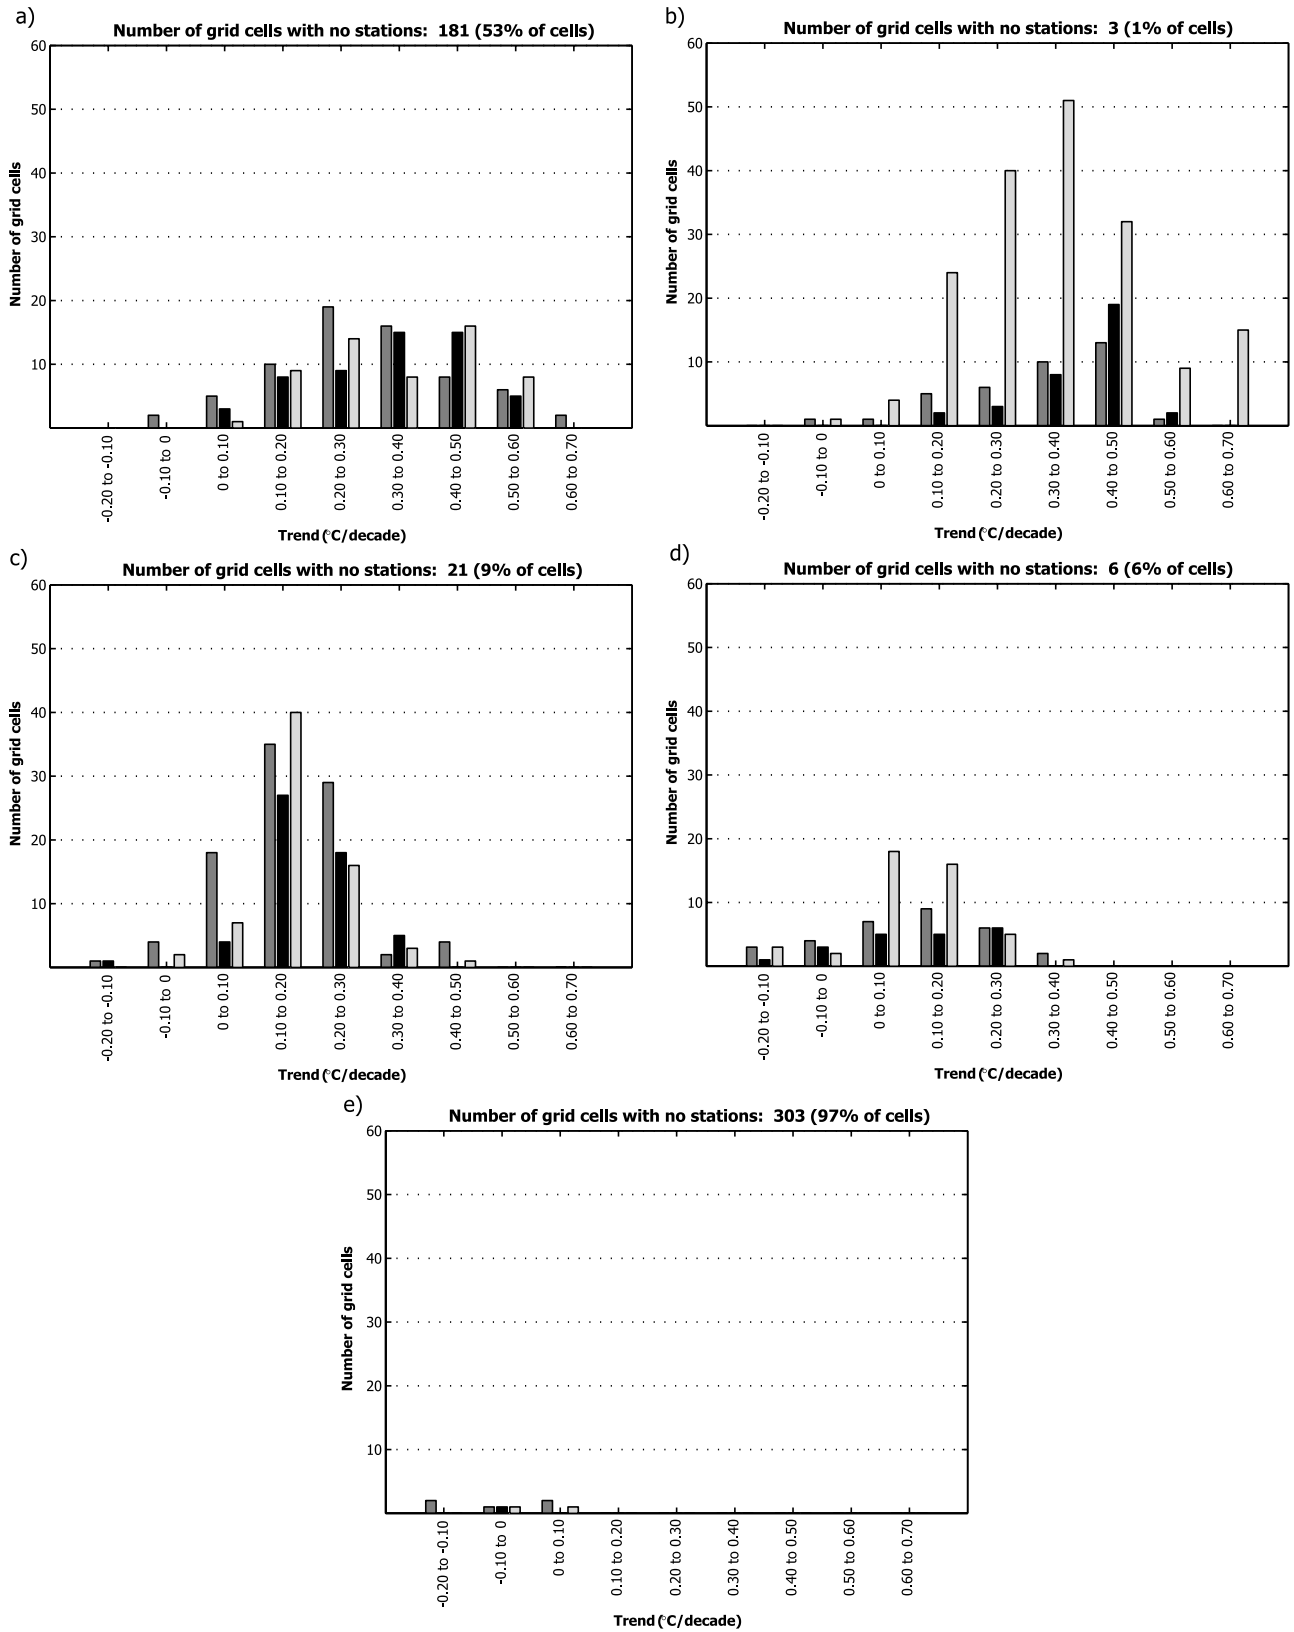 a)
Number of grid cells with no stations: 181 (53% of cells)
60
50
40
30
20
10
Number of grid cells
-0.20 to -0.10
-0.10 to 0
0 to 0.10
0.10 to 0.20
0.20 to 0.30
0.30 to 0.40
0.40 to 0.50
0.50 to 0.60
0.60 to 0.70
Trend (°C/decade)
b)
Number of grid cells with no stations: 3 (1% of cells)
60
50
40
30
20
10
Number of grid cells
-0.20 to -0.10
-0.10 to 0
0 to 0.10
0.10 to 0.20
0.20 to 0.30
0.30 to 0.40
0.40 to 0.50
0.50 to 0.60
0.60 to 0.70
Trend (°C/decade)
c)
Number of grid cells with no stations: 21 (9% of cells)
60
50
40
30
20
10
Number of grid cells
-0.20 to -0.10
-0.10 to 0
0 to 0.10
0.10 to 0.20
0.20 to 0.30
0.30 to 0.40
0.40 to 0.50
0.50 to 0.60
0.60 to 0.70
Trend (°C/decade)
d)
Number of grid cells with no stations: 6 (6% of cells)
60
50
40
30
20
10
Number of grid cells
-0.20 to -0.10
-0.10 to 0
0 to 0.10
0.10 to 0.20
0.20 to 0.30
0.30 to 0.40
0.40 to 0.50
0.50 to 0.60
0.60 to 0.70
Trend (°C/decade)
e)
Number of grid cells with no stations: 303 (97% of cells)
60
50
40
30
20
10
Number of grid cells
-0.20 to -0.10
-0.10 to 0
0 to 0.10
0.10 to 0.20
0.20 to 0.30
0.30 to 0.40
0.40 to 0.50
0.50 to 0.60
0.60 to 0.70
Trend (°C/decade)